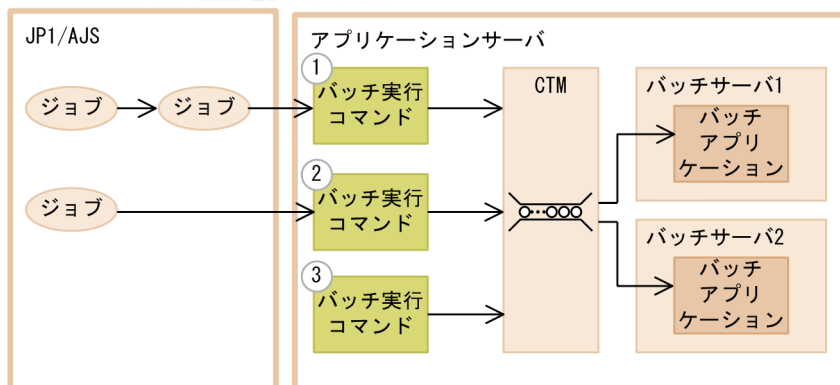 JP1/AJS
アプリケーションサーバ
ジョブ
ジョブ
1
バッチ実行
コマンド
CTM
バッチサーバ1
バッチ
アプリ
ケーション
ジョブ
2
バッチ実行
コマンド
バッチサーバ2
バッチ
アプリ
ケーション
3
バッチ実行
コマンド